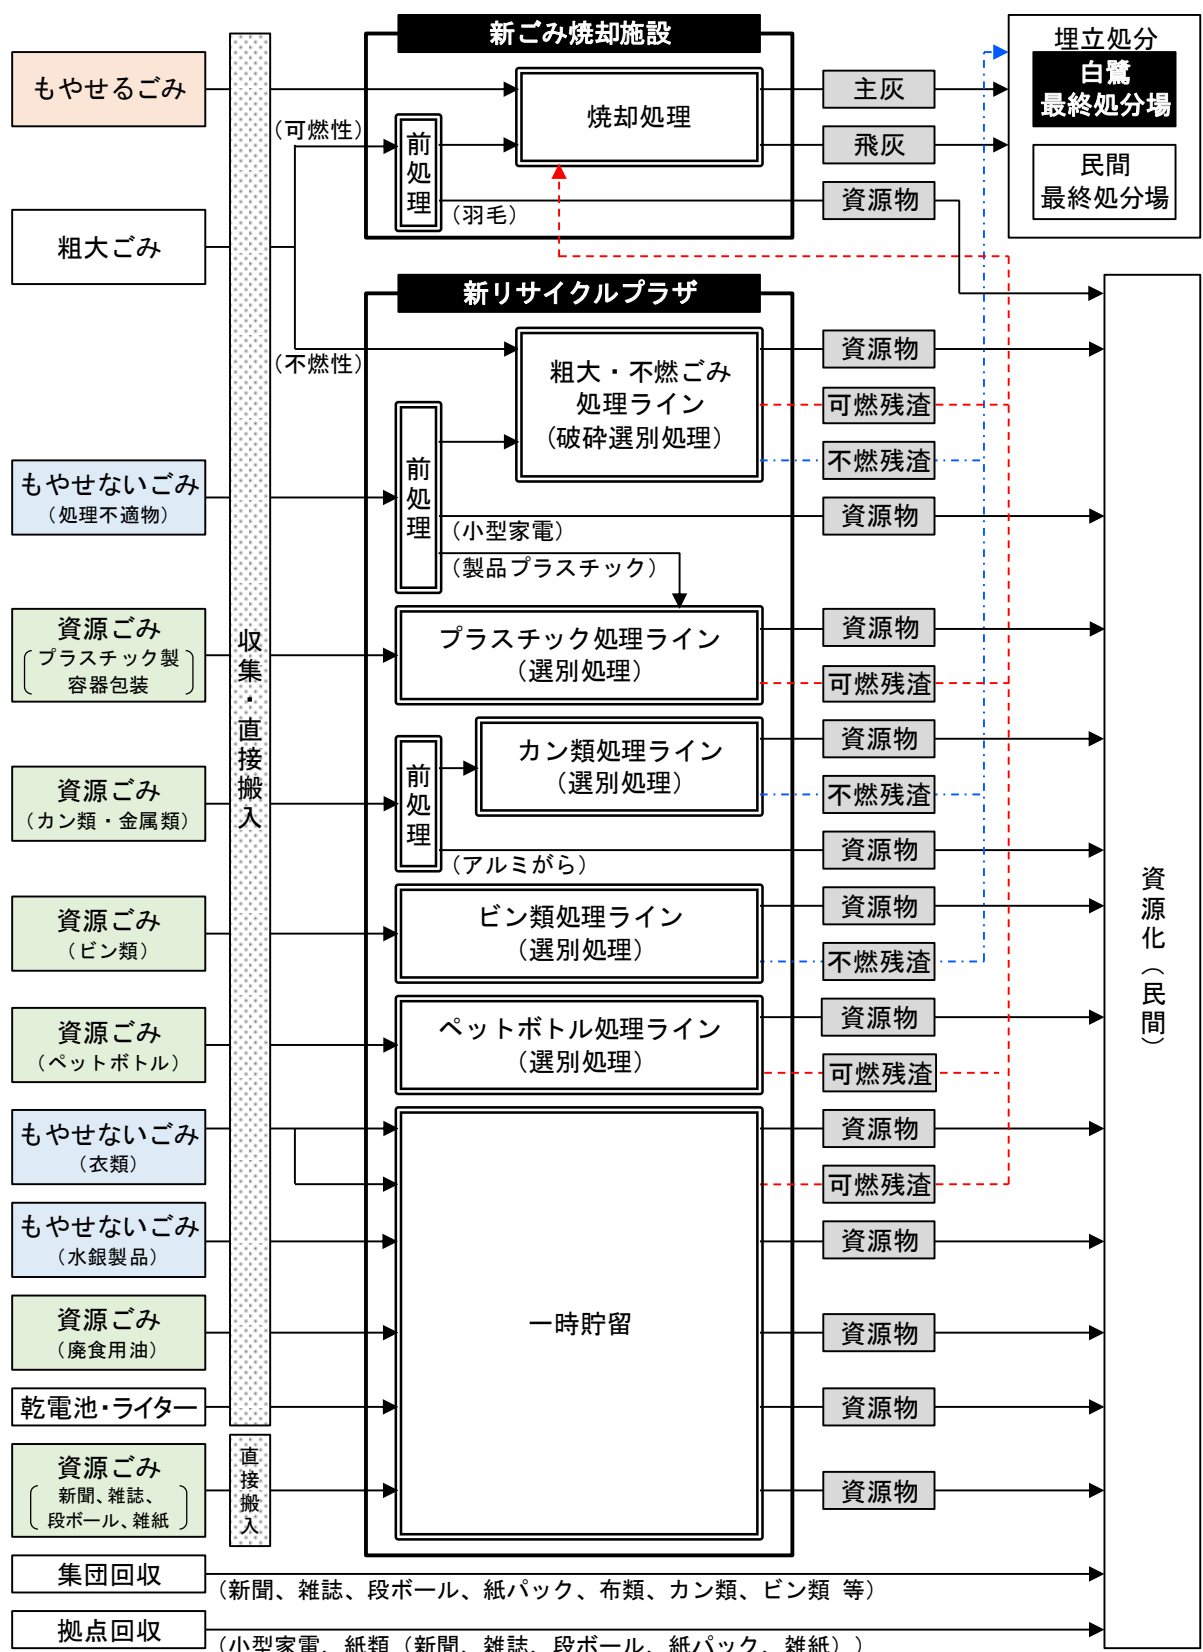 新ごみ焼却施設
埋立処分
白鷺
最終処分場
民間
最終処分場
もやせるごみ
焼却処理
主灰
(可燃性)
前処理
飛灰
(羽毛)
資源物
粗大ごみ
新リサイクルプラザ
(不燃性)
粗大・不燃ごみ
処理ライン
(破砕選別処理)
資源物
可燃残渣
不燃残渣
もやせないごみ
(処理不適物)
前処理
(小型家電)
資源物
(製品プラスチック)
資源ごみ
プラスチック製
容器包装
収集・直接搬入
プラスチック処理ライン
(選別処理)
資源物
可燃残渣
資源ごみ
(カン類・金属類)
前処理
カン類処理ライン
(選別処理)
資源物
不燃残渣
(アルミがら)
資源物
資源化(民間)
資源ごみ
(ビン類)
ビン類処理ライン
(選別処理)
資源物
不燃残渣
資源ごみ
(ペットボトル)
ペットボトル処理ライン
(選別処理)
資源物
可燃残渣
もやせないごみ
(衣類)
資源物
可燃残渣
もやせないごみ
(水銀製品)
資源物
資源ごみ
(廃食用油)
一時貯留
資源物
乾電池・ライター
資源物
資源ごみ
新聞、雑誌、
段ボール、雑紙
直接搬入
資源物
集団回収
(新聞、雑誌、段ボール、紙パック、布類、カン類、ビン類 等)
拠点回収
(小型家電、紙類(新聞、雑誌、段ボール、紙パック、雑紙))